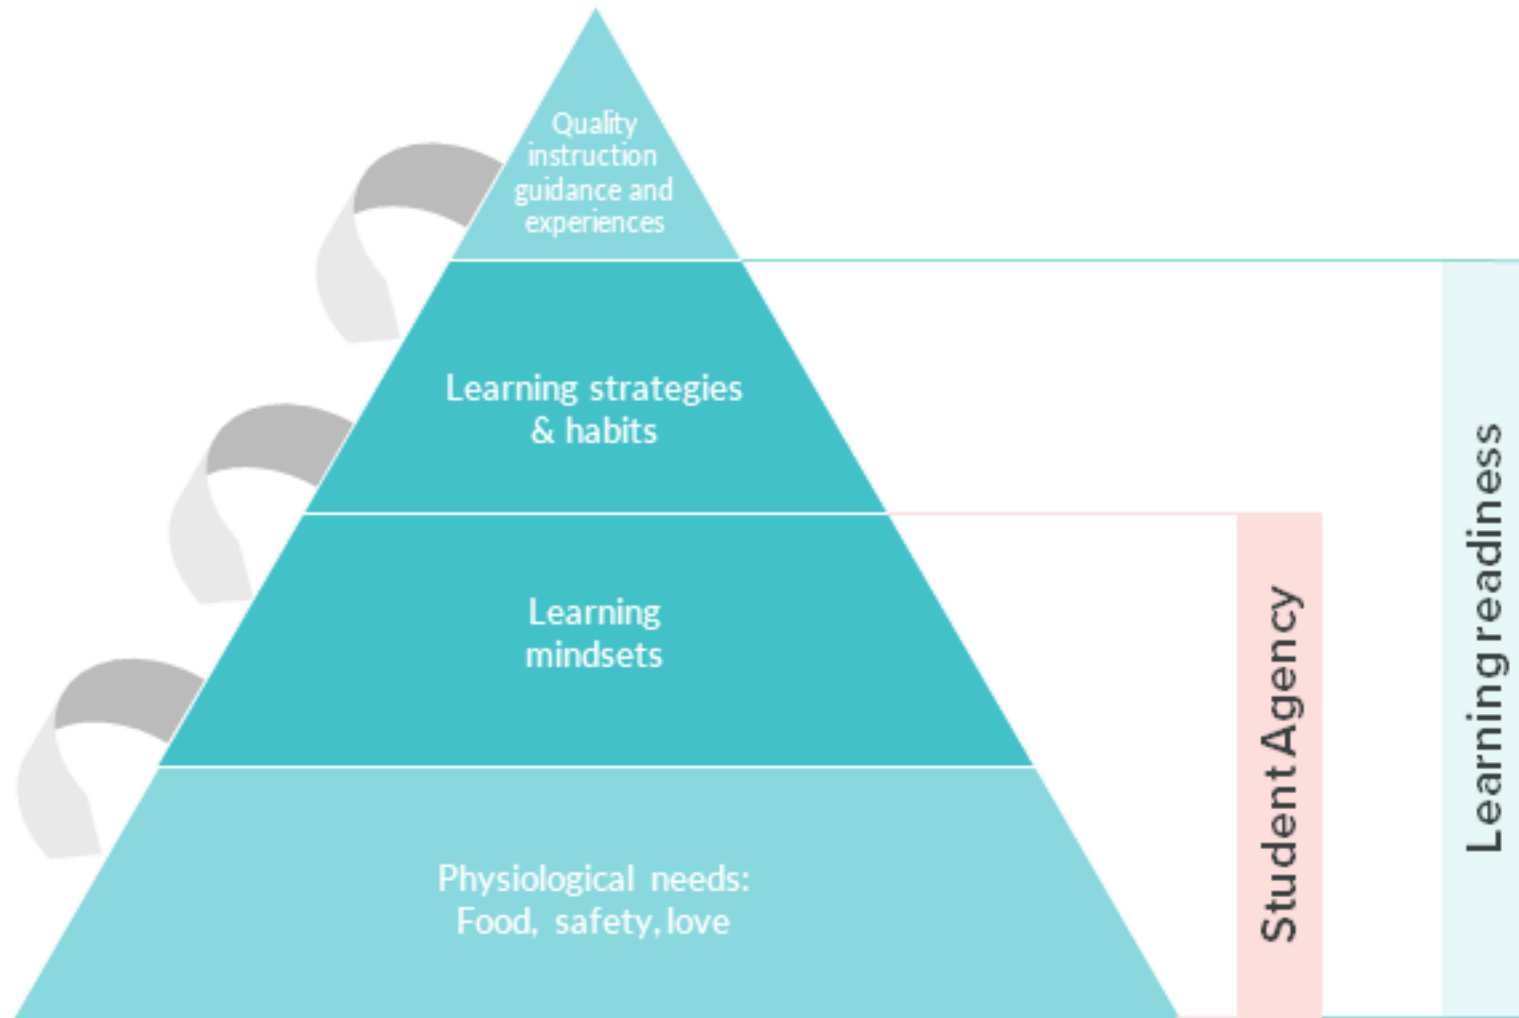 Quality
instruction
guidance and
experiences
Learning strategies
& habits
Learning
mindsets
Physiological needs:
Food, safety, love
Student Agency
Learning readiness